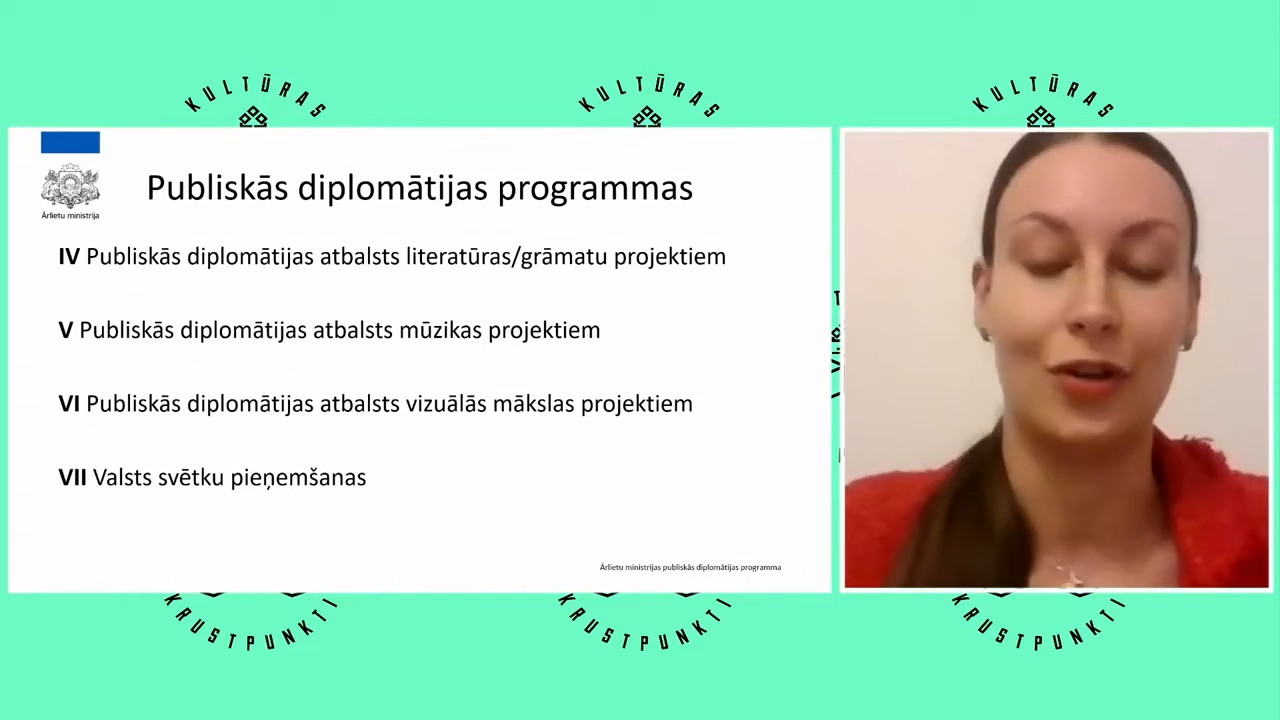 KULTŪRAS
KULTŪRAS
KULTŪRAS
Ārlietu ministrija
Publiskās diplomātijas programmas
IV Publiskās diplomātijas atbalsts literatūras/grāmatu projektiem
V Publiskās diplomātijas atbalsts mūzikas projektiem
VI Publiskās diplomātijas atbalsts vizuālās mākslas projektiem
VII Valsts svētku pieņemšanas
Ārlietu ministrijas publiskās diplomātijas programma
KRUSTPUNKTI
KRUSTPUNKTI
KRUSTPUNKTI